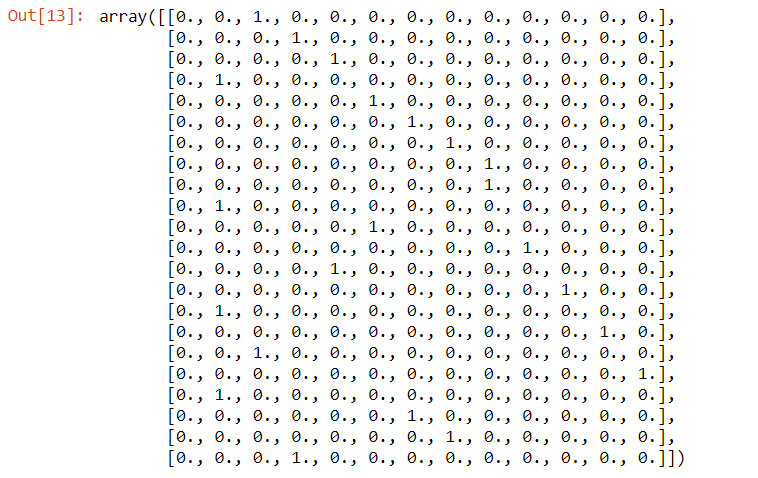 Out[13]: array([[0., 0., 1., 0., 0., 0., 0., 0., 0., 0., 0., 0., 0.],
[0., 0., 0., 1., 0., 0., 0., 0., 0., 0., 0., 0., 0.],
[0., 0., 0., 0., 1., 0., 0., 0., 0., 0., 0., 0., 0.],
[0., 1., 0., 0., 0., 0., 0., 0., 0., 0., 0., 0., 0.],
[0., 0., 0., 0., 0., 1., 0., 0., 0., 0., 0., 0., 0.],
[0., 0., 0., 0., 0., 0., 1., 0., 0., 0., 0., 0., 0.],
[0., 0., 0., 0., 0., 0., 0., 1., 0., 0., 0., 0., 0.],
[0., 0., 0., 0., 0., 0., 0., 0., 1., 0., 0., 0., 0.],
[0., 0., 0., 0., 0., 0., 0., 0., 1., 0., 0., 0., 0.],
[0., 1., 0., 0., 0., 0., 0., 0., 0., 0., 0., 0., 0.],
[0., 0., 0., 0., 0., 1., 0., 0., 0., 0., 0., 0., 0.],
[0., 0., 0., 0., 0., 0., 0., 0., 0., 1., 0., 0., 0.],
[0., 0., 0., 0., 1., 0., 0., 0., 0., 0., 0., 0., 0.],
[0., 0., 0., 0., 0., 0., 0., 0., 0., 0., 1., 0., 0.],
[0., 1., 0., 0., 0., 0., 0., 0., 0., 0., 0., 0., 0.],
[0., 0., 0., 0., 0., 0., 0., 0., 0., 0., 0., 1., 0.],
[0., 0., 1., 0., 0., 0., 0., 0., 0., 0., 0., 0., 0.],
[0., 0., 0., 0., 0., 0., 0., 0., 0., 0., 0., 0., 1.],
[0., 1., 0., 0., 0., 0., 0., 0., 0., 0., 0., 0., 0.],
[0., 0., 0., 0., 0., 0., 1., 0., 0., 0., 0., 0., 0.],
[0., 0., 0., 0., 0., 0., 0., 1., 0., 0., 0., 0., 0.],
[0., 0., 0., 1., 0., 0., 0., 0., 0., 0., 0., 0., 0.]])